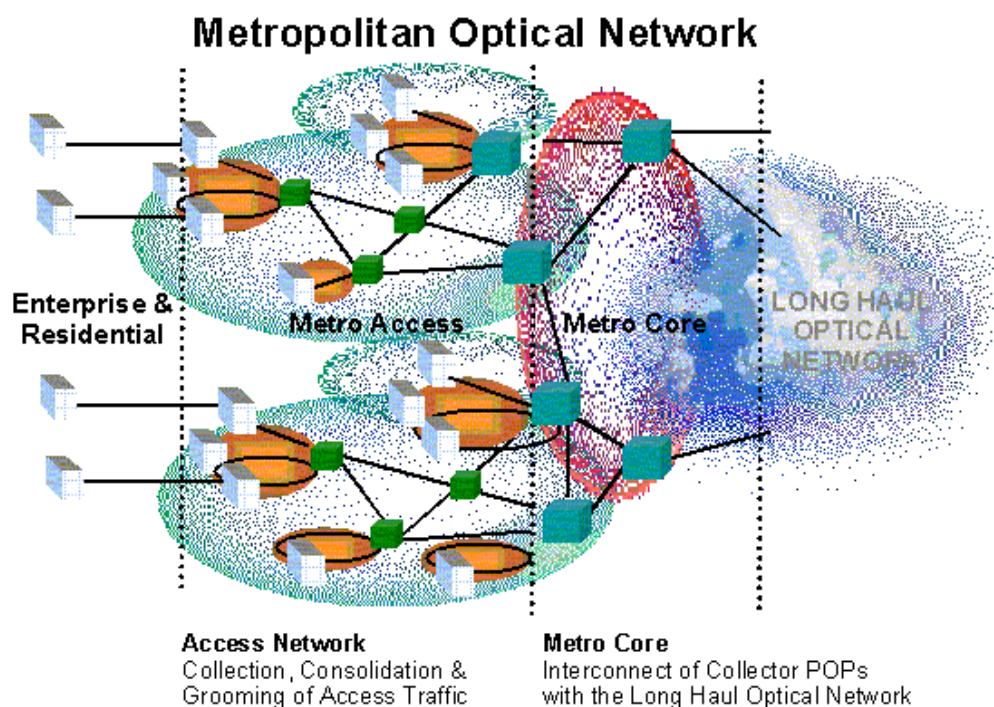 Metropolitan Optical Network
Enterprise &
Residential
Metro Access
Metro Core
LONG HAUL
OPTICAL
NETWORK
Access Network
Collection, Consolidation &
Grooming of Access Traffic
Metro Core
Interconnect of Collector POPs
with the Long Haul Optical Network